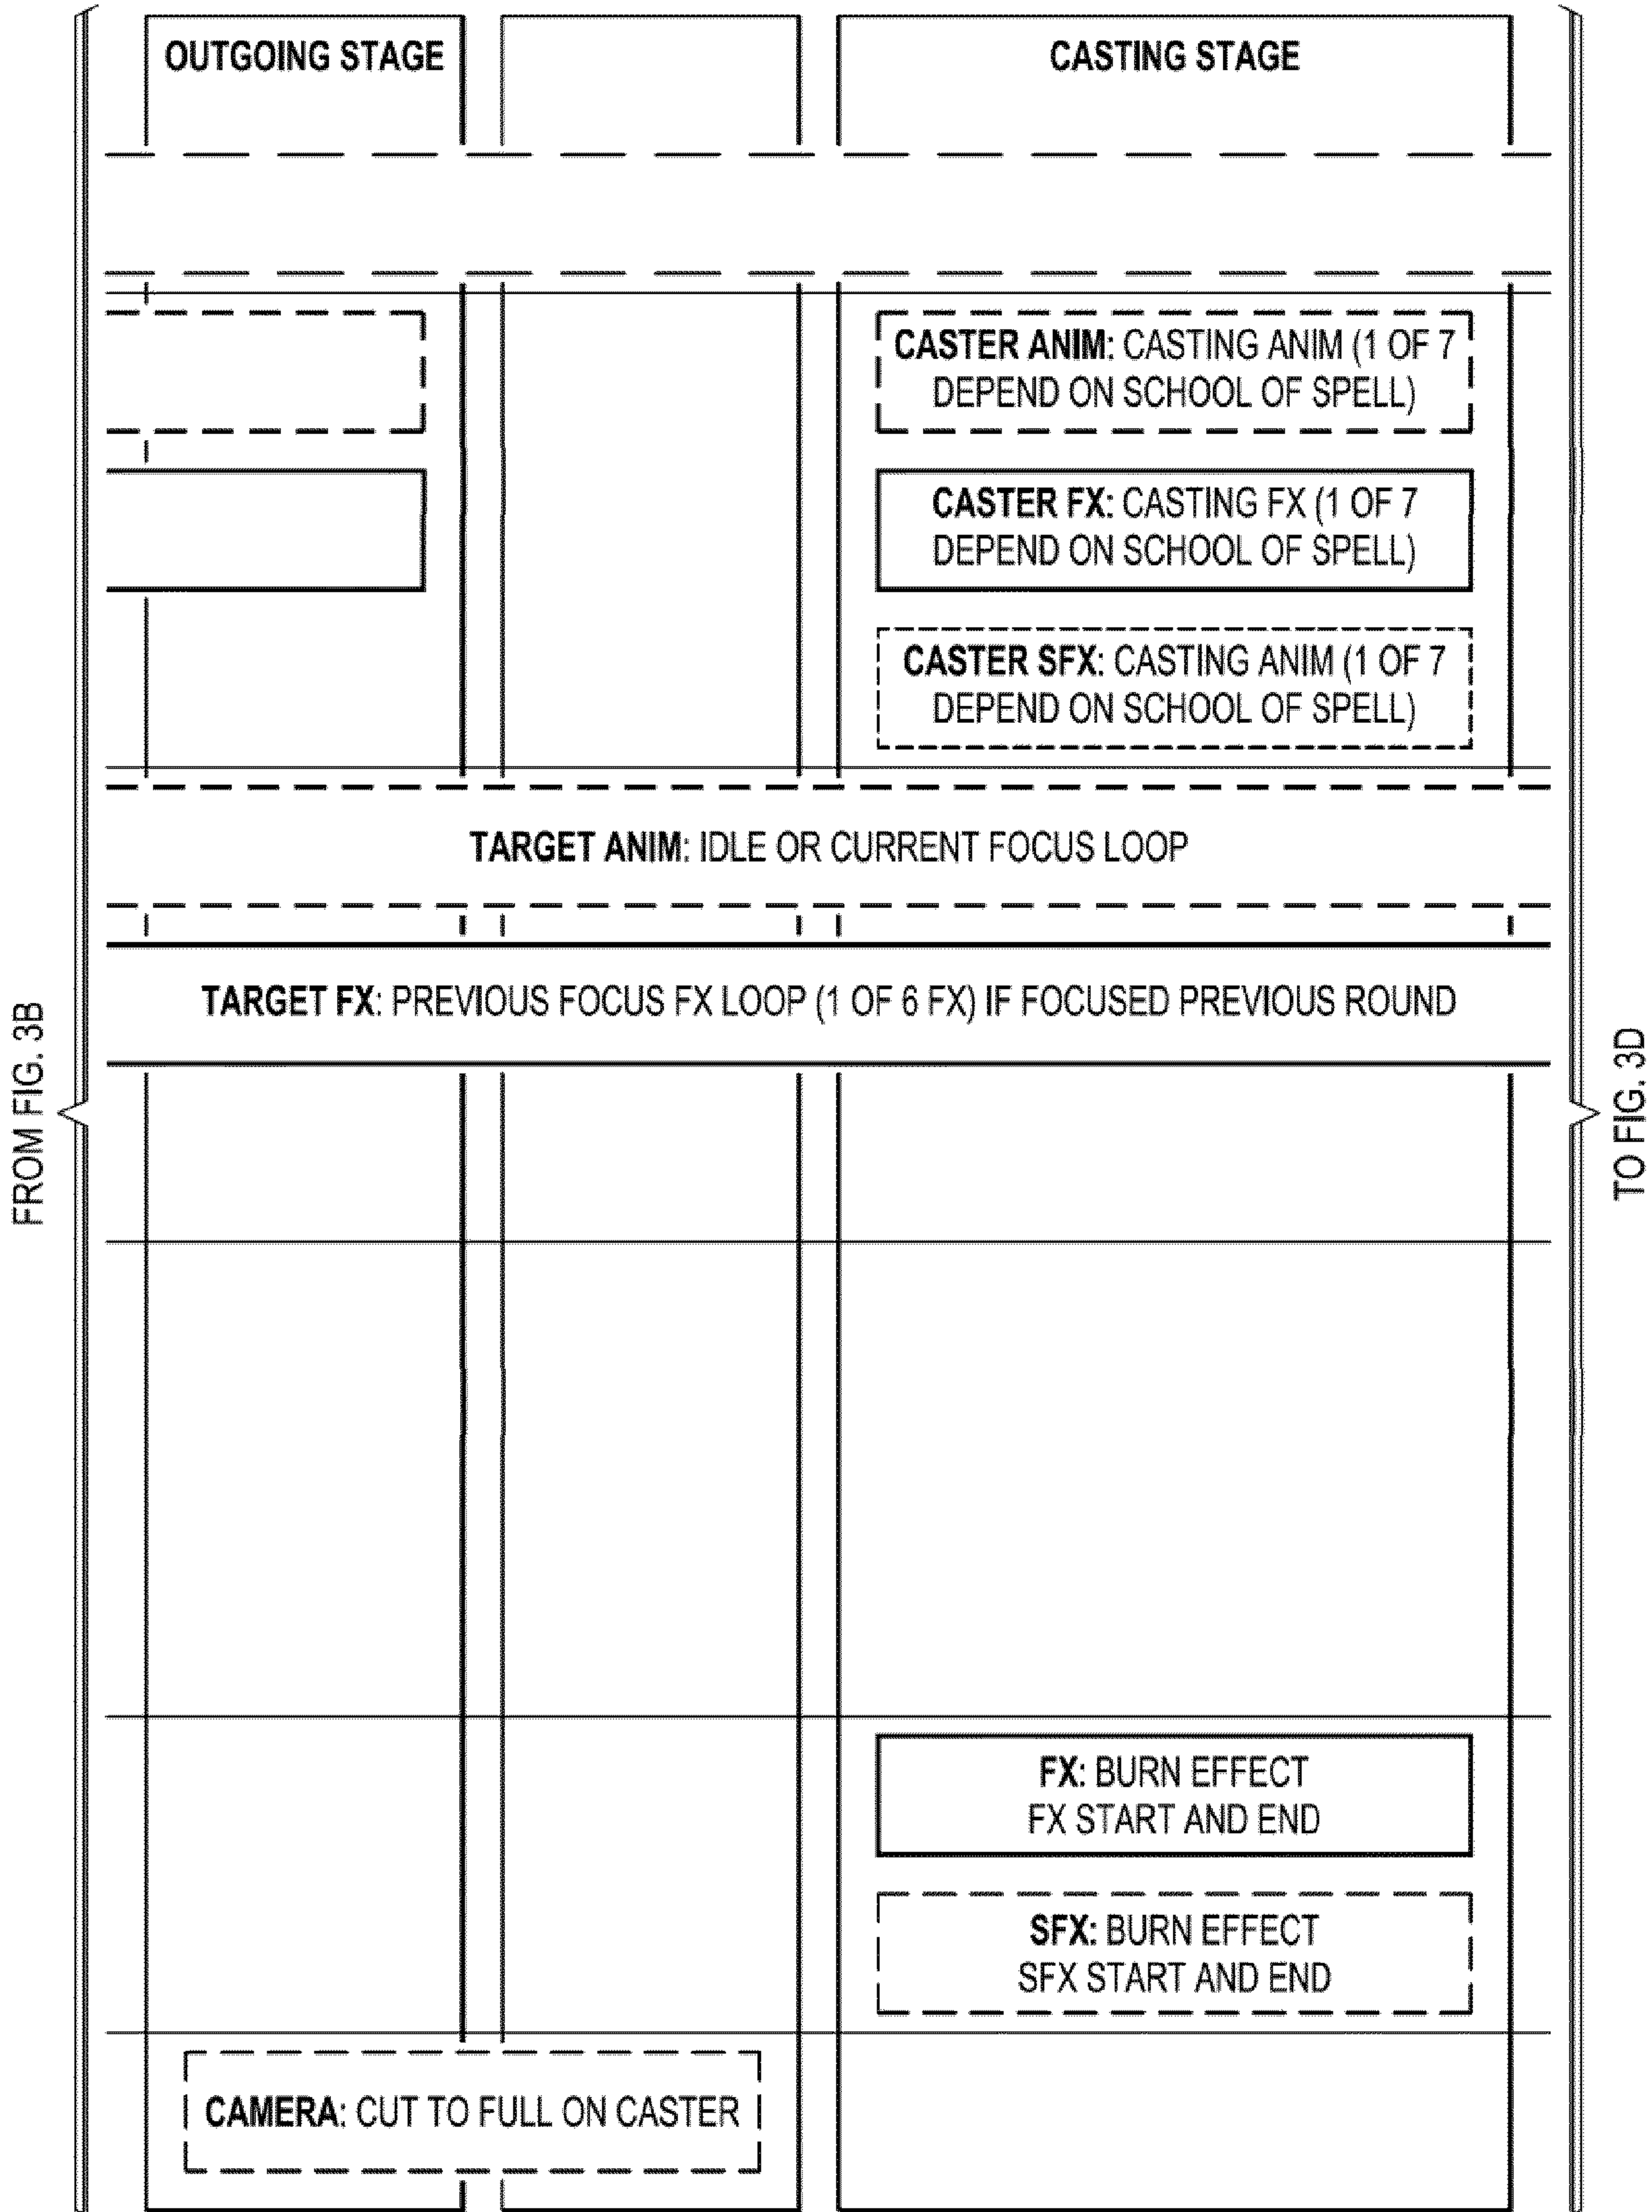 OUTGOING STAGE
CASTING STAGE
CASTER ANIM: CASTING ANIM (1 OF 7
DEPEND ON SCHOOL OF SPELL)
CASTER FX: CASTING FX (1 OF 7
DEPEND ON SCHOOL OF SPELL)
CASTER SFX: CASTING ANIM (1 OF 7
DEPEND ON SCHOOL OF SPELL)
TARGET ANIM: IDLE OR CURRENT FOCUS LOOP
TARGET FX: PREVIOUS FOCUS FX LOOP (1 OF 6 FX) IF FOCUSED PREVIOUS ROUND
FROM FIG. 3B
TO FIG. 3D
FX: BURN EFFECT
FX START AND END
SFX: BURN EFFECT
SFX START AND END
CAMERA: CUT TO FULL ON CASTER